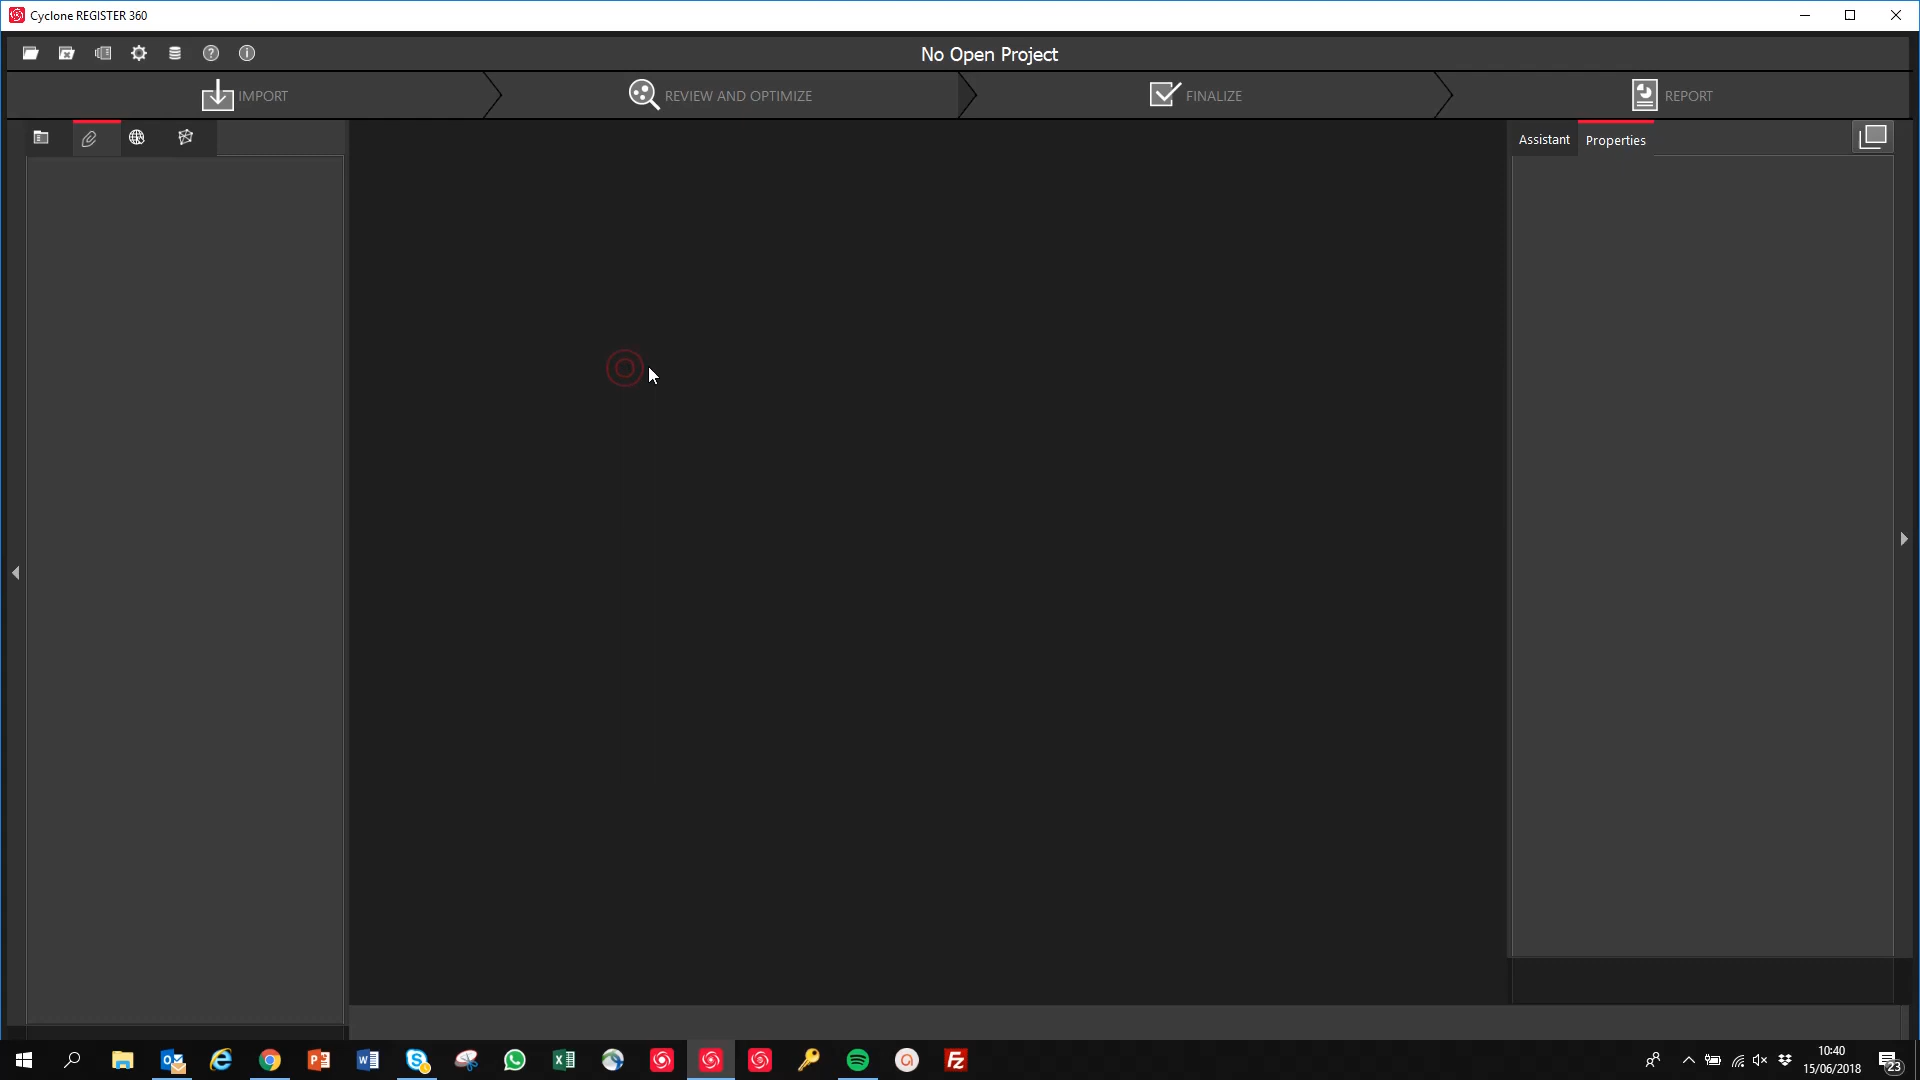 Cyclone REGISTER 360
No Open Project
IMPORT
REVIEW AND OPTIMIZE
FINALIZE
REPORT
Assistant
Properties
10:40
15/06/2018
23